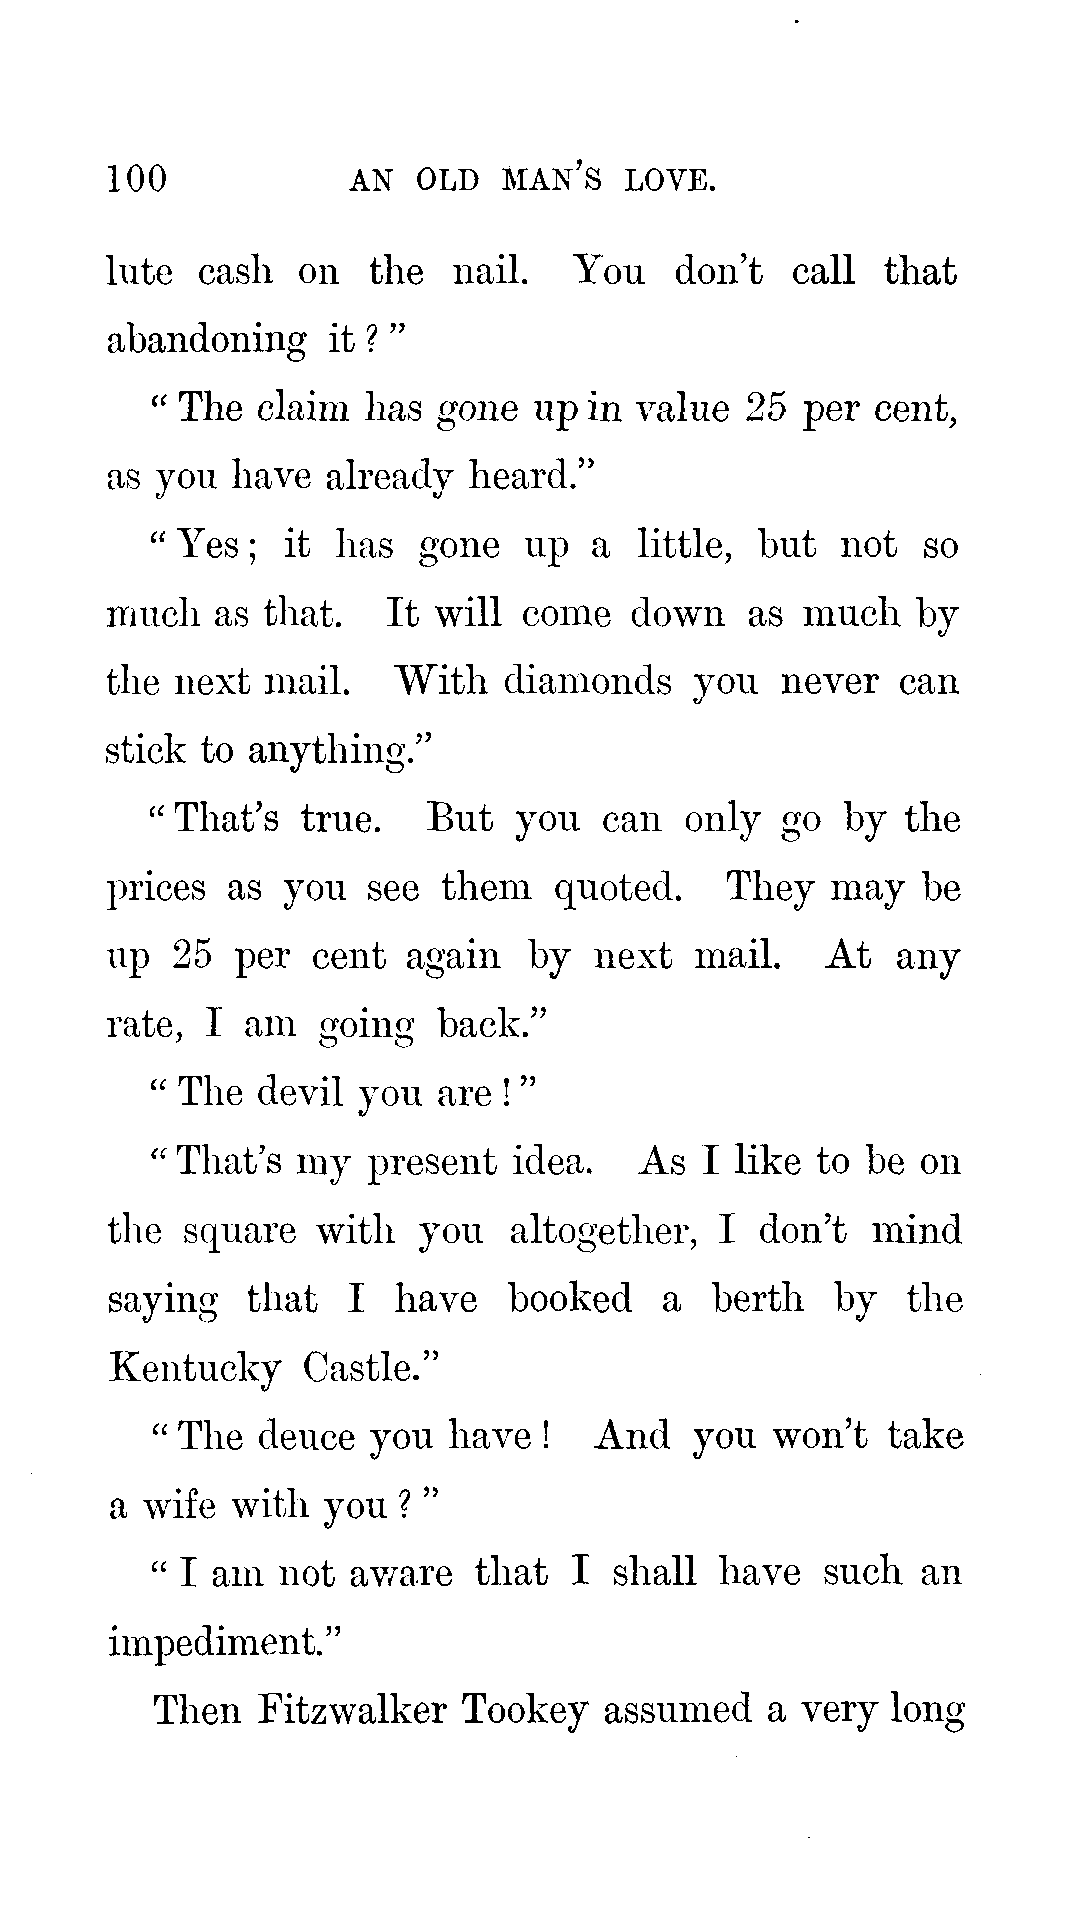 100 AN OLD MAN'S LOVE.
lute cash on the nail. You don't call that
abandoning it?"
"The claim has gone up in value 25 per cent,
as you have already heard."
"Yes; it has gone up a little, but not so
much as that. It will come down as much by
the next mail. With diamonds you never can
stick to anything."
"That's true. But you can only go by the
prices as you see them quoted. They may be
up 25 per cent again by next mail. At any
rate, I am going back."
"The devil you are!"
"That's my present idea. As I like to be on
the square with you altogether, I don't mind
saying that I have booked a berth by the
Kentucky Castle."
"The deuce you have! And you won't take
a wife with you?"
"I am not aware that I shall have such an
impediment."
Then Fitzwalker Tookey assumed a very long